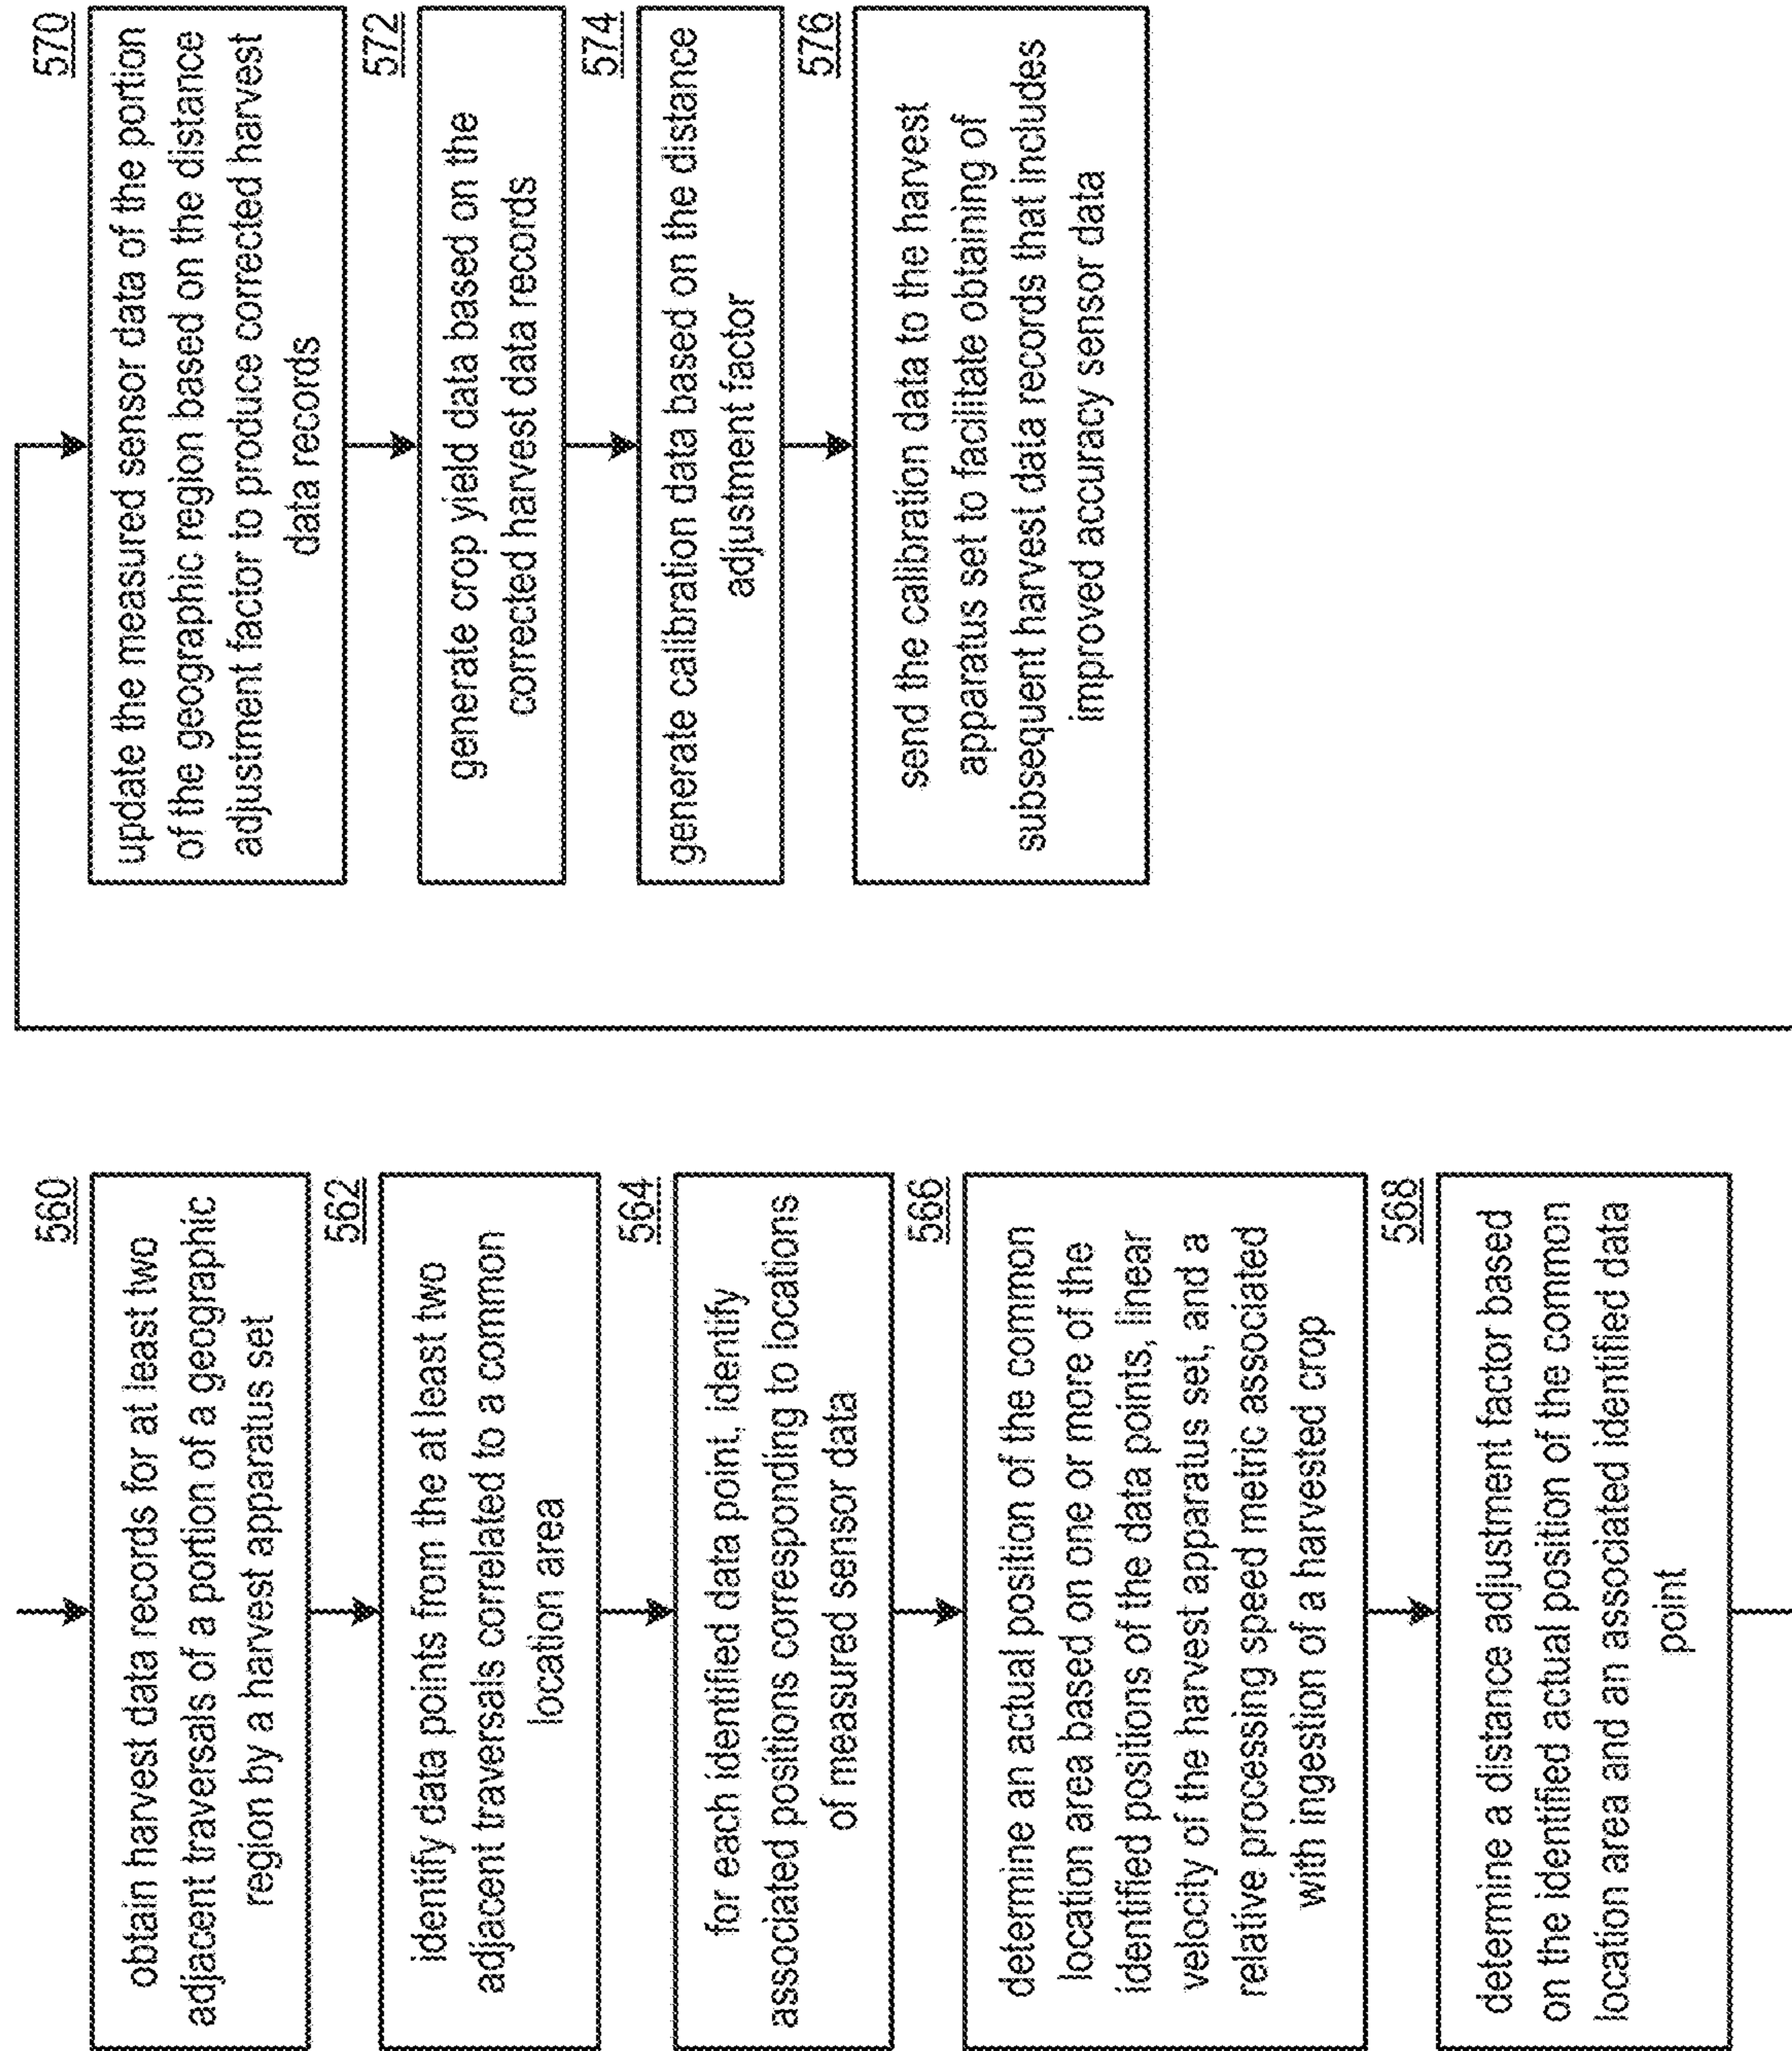 560
obtain harvest data records for at least two
adjacent traversals of a portion of a geographic
region by a harvest apparatus set
562
identify data points from the at least two
adjacent traversals correlated to a common
location area
564
for each identified data point, identify
associated positions corresponding to locations
of measured sensor data
566
determine an actual position of the common
location area based on one or more of the
identified positions of the data points, linear
velocity of the harvest apparatus set, and a
relative processing speed metric associated
with ingestion of a harvested crop
568
determine a distance adjustment factor based
on the identified actual position of the common
location area and an associated identified data
point
570
update the measured sensor data of the portion
of the geographic region based on the distance
adjustment factor to produce corrected harvest
data records
572
generate crop yield data based on the
corrected harvest data records
574
generate calibration data based on the distance
adjustment factor
576
send the calibration data to the harvest
apparatus set to facilitate obtaining of
subsequent harvest data records that includes
improved accuracy sensor data